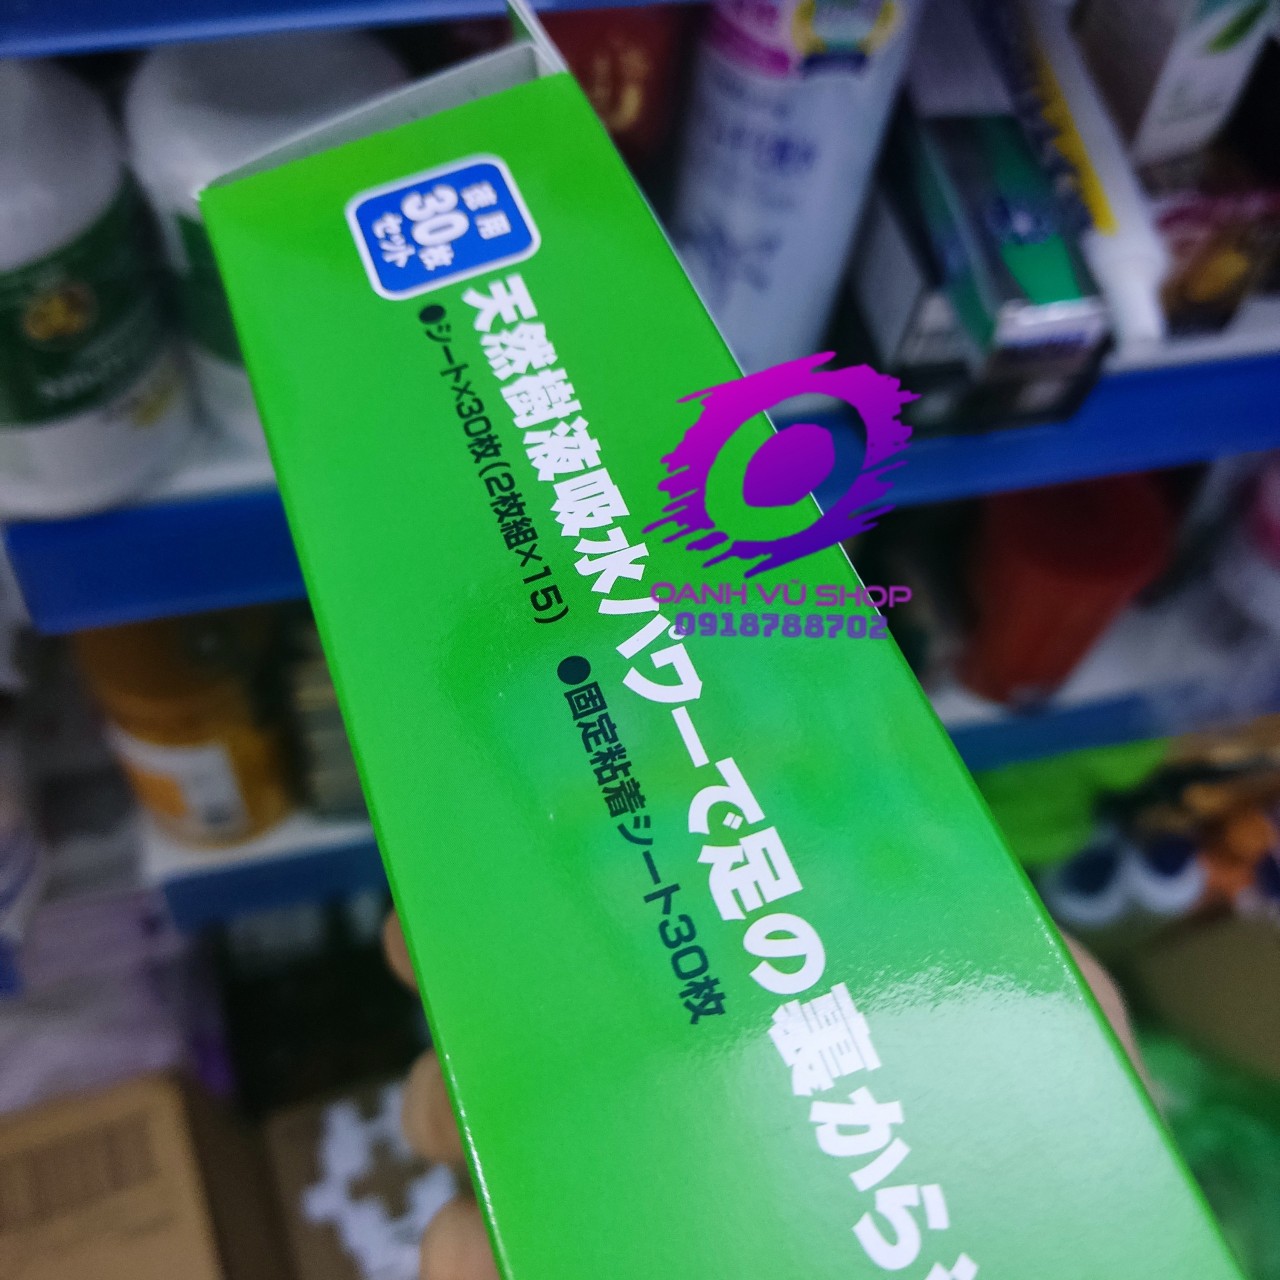 徳用
30枚
セット
天然樹液吸水パワーで足の裏から
●シート×30枚(2枚組×15)
●固定粘着シート30枚
OANH VŨ SHOP
0918788702